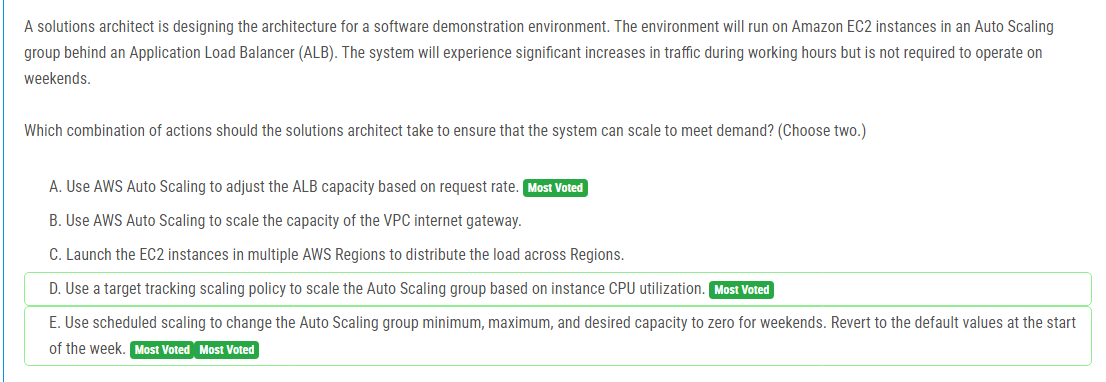 A solutions architect is designing the architecture for a software demonstration environment. The environment will run on Amazon EC2 instances in an Auto Scaling
group behind an Application Load Balancer (ALB). The system will experience significant increases in traffic during working hours but is not required to operate on
weekends.
Which combination of actions should the solutions architect take to ensure that the system can scale to meet demand? (Choose two.)
A. Use AWS Auto Scaling to adjust the ALB capacity based on request rate. Most Voted
B. Use AWS Auto Scaling to scale the capacity of the VPC internet gateway.
C. Launch the EC2 instances in multiple AWS Regions to distribute the load across Regions.
D. Use a target tracking scaling policy to scale the Auto Scaling group based on instance CPU utilization. Most Voted
E. Use scheduled scaling to change the Auto Scaling group minimum, maximum, and desired capacity to zero for weekends. Revert to the default values at the start
of the week. Most Voted Most Voted